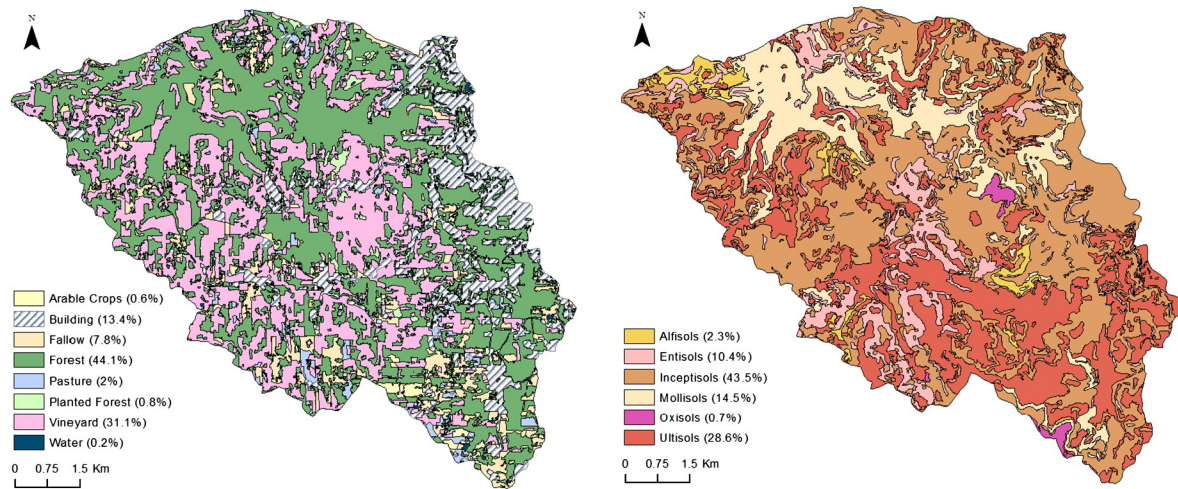 N
Arable Crops (0.6%)
Building (13.4%)
Fallow (7.8%)
Forest (44.1%)
Pasture (2%)
Planted Forest (0.8%)
Vineyard (31.1%)
Water (0.2%)
0 0.75 1.5 Km
N
Alfisols (2.3%)
Entisols (10.4%)
Inceptisols (43.5%)
Mollisols (14.5%)
Oxisols (0.7%)
Ultisols (28.6%)
0 0.75 1.5 Km